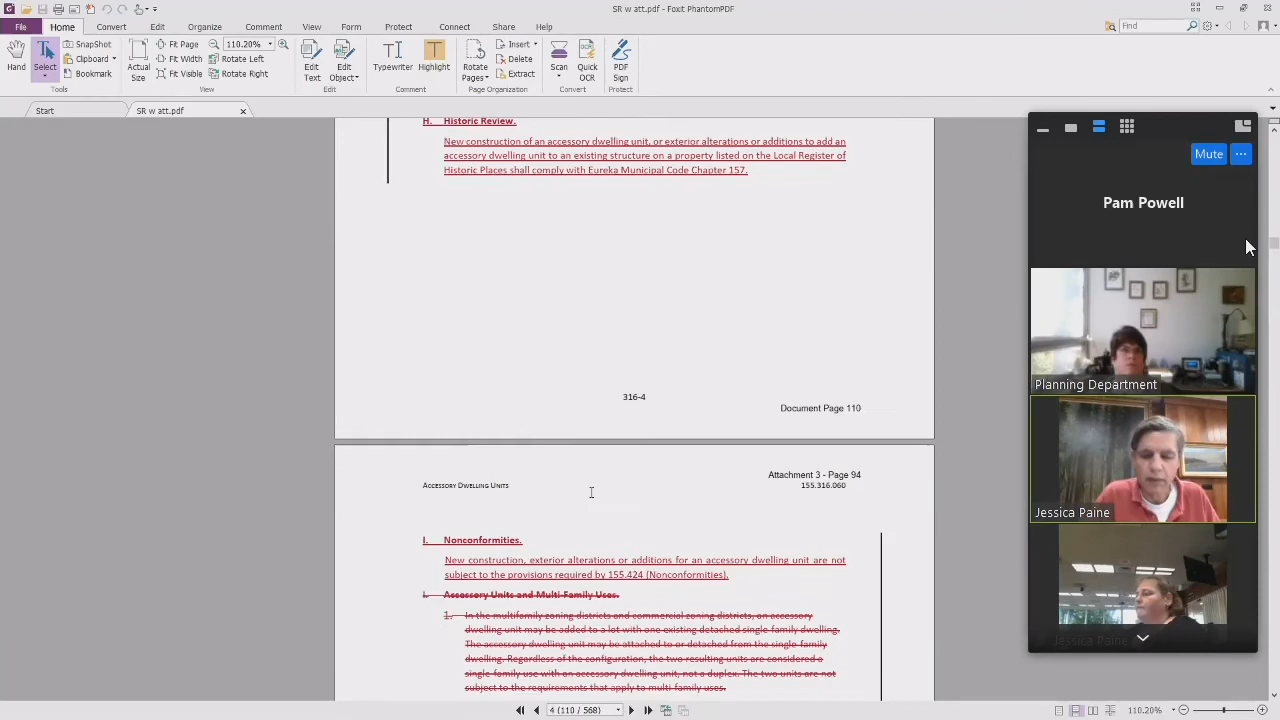 SR w att.pdf - Foxit PhantomPDF
File Home Convert Edit Organize Comment View Form Protect Connect Share Help
Find
Hand
Select
SnapShot
Clipboard
Bookmark
Tools
Actual Size
Fit Page
Fit Width
Fit Visible
110.20%
Rotate Left
Rotate Right
View
Edit Text
Edit Object
Edit
Typewriter
Highlight
Comment
Rotate Pages
Insert
Delete
Extract
Page Organization
Scan
Quick OCR
Convert
PDF Sign
Protect
Start
SR w att.pdf
H. Historic Review.
New construction of an accessory dwelling unit, or exterior alterations or additions to add an
accessory dwelling unit to an existing structure on a property listed on the Local Register of
Historic Places shall comply with Eureka Municipal Code Chapter 157.
316-4
Document Page 110
Attachment 3 - Page 94
Accessory Dwelling Units
155.316.060
I. Nonconformities.
New construction, exterior alterations or additions for an accessory dwelling unit are not
subject to the provisions required by 155.424 (Nonconformities).
I. Accessory Units and Multi-Family Uses.
1. In the multifamily zoning districts and commercial zoning districts, an accessory
dwelling unit may be added to a lot with one existing detached single family dwelling.
The accessory dwelling unit may be attached to or detached from the single-family
dwelling. Regardless of the configuration, the two resulting units are considered a
single-family use with an accessory dwelling unit, not a duplex. The two units are not
subject to the requirements that apply to multi-family uses.
Mute
Pam Powell
Planning Department
Jessica Paine
Jessica Paine
4 (110 / 568)
110.20%